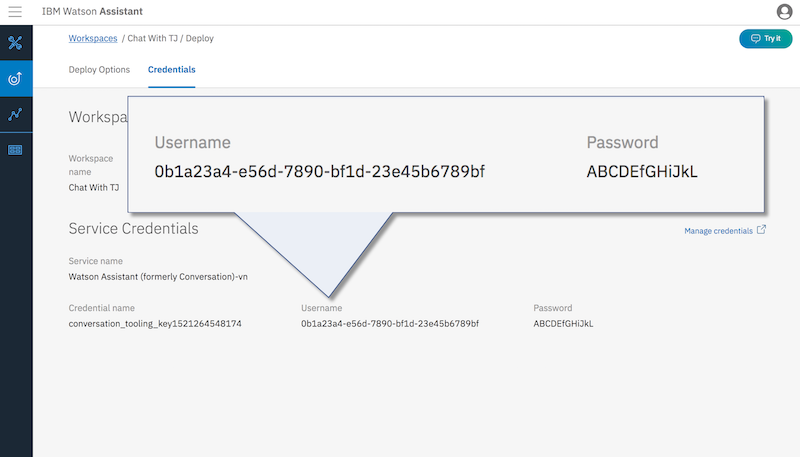 IBM Watson Assistant
Workspaces / Chat With TJ / Deploy
Try it
Deploy Options
Credentials
Username
Password
0b1a23a4-e56d-7890-bf1d-23e45b6789bf
ABCDEfGHiJkL
Workspace
name
Chat With TJ
Service Credentials
Manage credentials
Service name
Watson Assistant (formerly Conversation)-vn
Credential name
Username
Password
conversation_tooling_key1521264548174
0b1a23a4-e56d-7890-bf1d-23e45b6789bf
ABCDEfGHiJkL